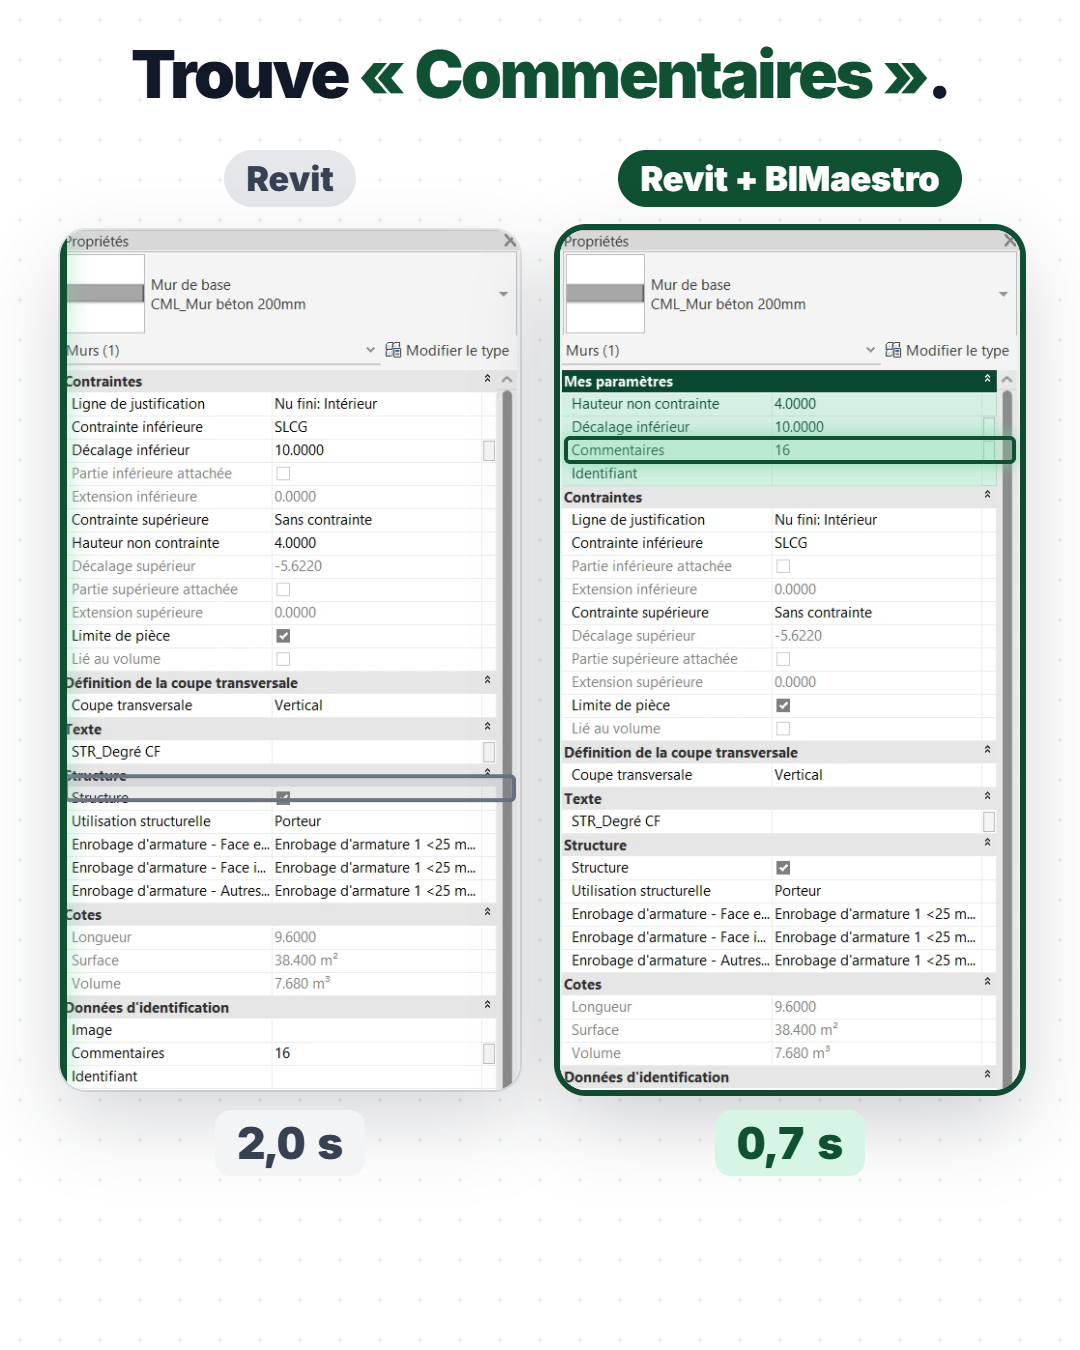 Trouve « Commentaires ».
Revit
Propriétés
Mur de base
CML_Mur béton 200mm
Murs (1)
Modifier le type
Contraintes
Ligne de justification Nu fini: Intérieur
Contrainte inférieure SLCG
Décalage inférieur 10.0000
Partie inférieure attachée
Extension inférieure 0.0000
Contrainte supérieure Sans contrainte
Hauteur non contrainte 4.0000
Décalage supérieur -5.6220
Partie supérieure attachée
Extension supérieure 0.0000
Limite de pièce
Lié au volume
Définition de la coupe transversale
Coupe transversale Vertical
Texte
STR_Degré CF
Structure
Structure
Utilisation structurelle Porteur
Enrobage d'armature - Face e... Enrobage d'armature 1 <25 m...
Enrobage d'armature - Face i... Enrobage d'armature 1 <25 m...
Enrobage d'armature - Autres... Enrobage d'armature 1 <25 m...
Cotes
Longueur 9.6000
Surface 38.400 m²
Volume 7.680 m³
Données d'identification
Image
Commentaires 16
Identifiant
2,0 s
Revit + BIMaestro
Propriétés
Mur de base
CML_Mur béton 200mm
Murs (1)
Modifier le type
Mes paramètres
Hauteur non contrainte 4.0000
Décalage inférieur 10.0000
Commentaires 16
Identifiant
Contraintes
Ligne de justification Nu fini: Intérieur
Contrainte inférieure SLCG
Partie inférieure attachée
Extension inférieure 0.0000
Contrainte supérieure Sans contrainte
Décalage supérieur -5.6220
Partie supérieure attachée
Extension supérieure 0.0000
Limite de pièce
Lié au volume
Définition de la coupe transversale
Coupe transversale Vertical
Texte
STR_Degré CF
Structure
Structure
Utilisation structurelle Porteur
Enrobage d'armature - Face e... Enrobage d'armature 1 <25 m...
Enrobage d'armature - Face i... Enrobage d'armature 1 <25 m...
Enrobage d'armature - Autres... Enrobage d'armature 1 <25 m...
Cotes
Longueur 9.6000
Surface 38.400 m²
Volume 7.680 m³
Données d'identification
0,7 s